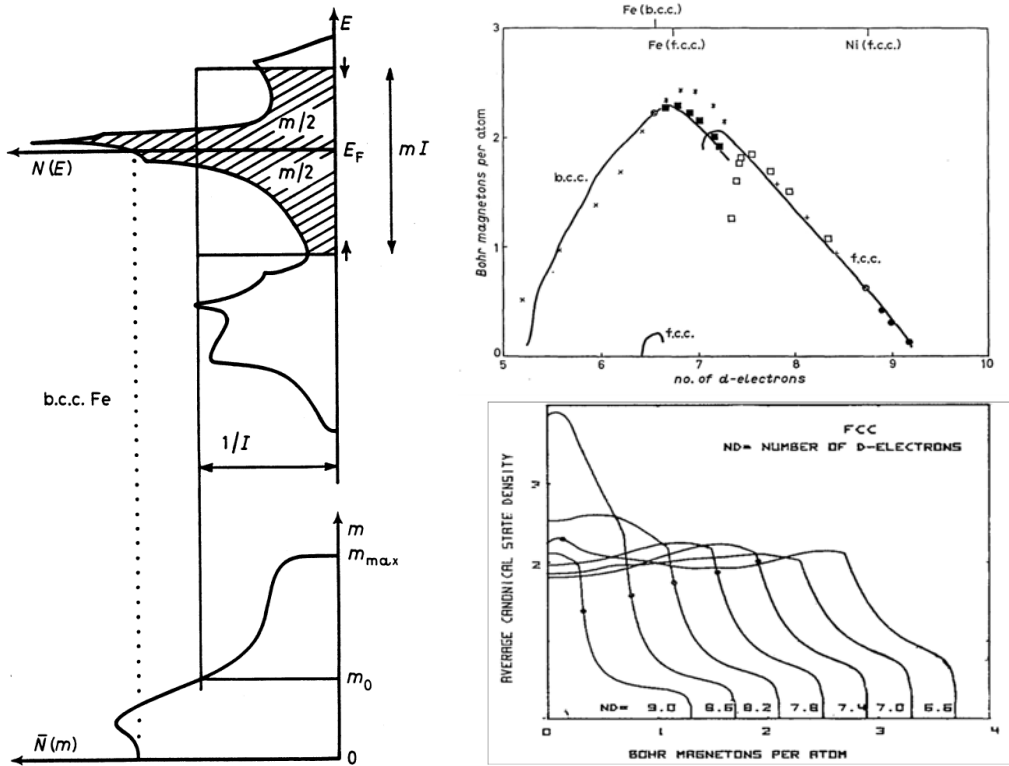 E
m/2
N(E)
E_F
m I
m/2
b.c.c. Fe
1/I
m
m_max
m_0
N̄(m)
0
Fe (b.c.c.)
Fe (f.c.c.)
Ni (f.c.c.)
3
2
1
0
Bohr magnetons per atom
b.c.c.
f.c.c.
f.c.c.
5
6
7
8
9
10
no. of d-electrons
FCC
ND= NUMBER OF D-ELECTRONS
AVERAGE CANONICAL STATE DENSITY
3
2
ND= 9.0 8.6 8.2 7.8 7.4 7.0 6.6
0
1
2
3
4
BOHR MAGNETONS PER ATOM